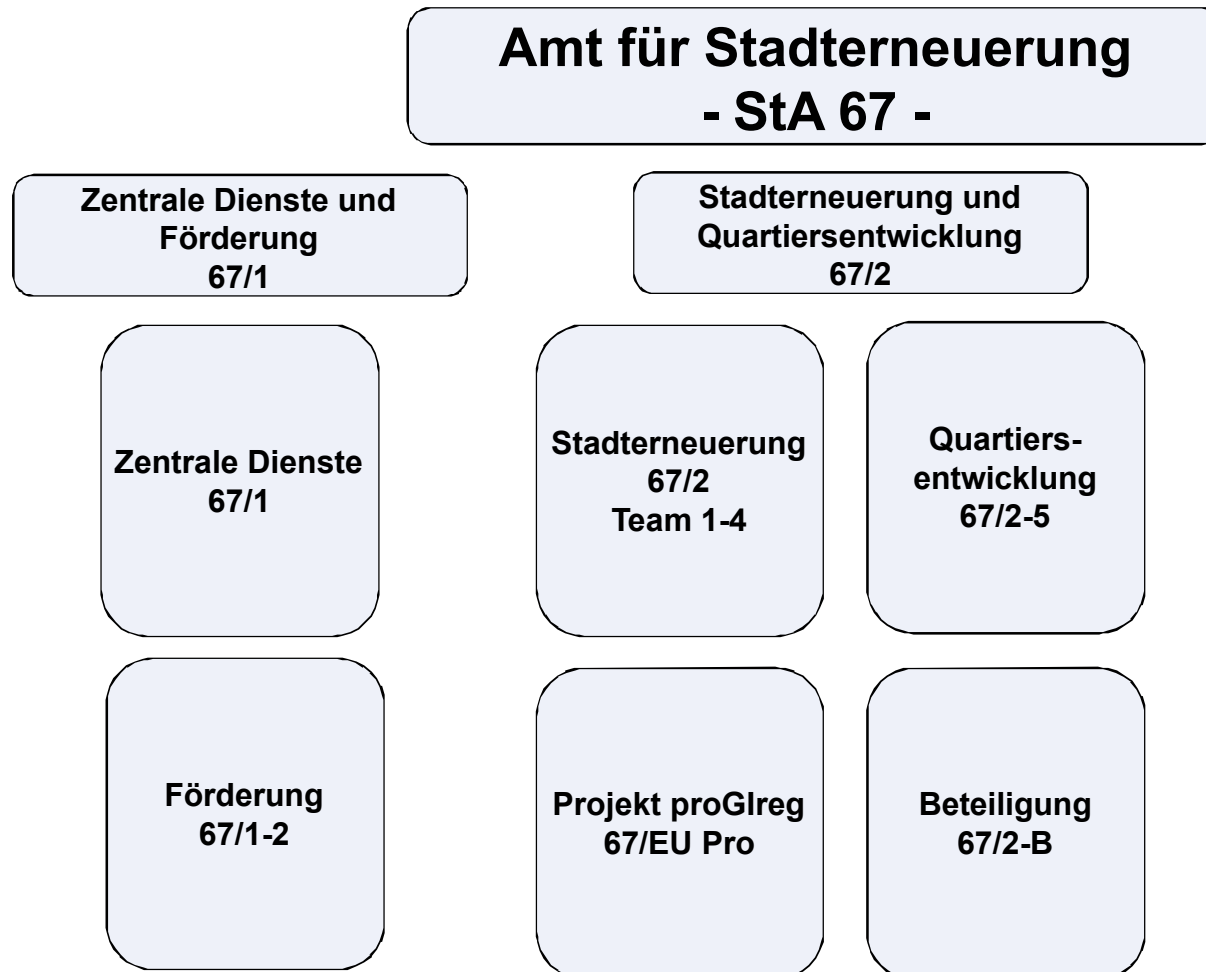 Amt für Stadterneuerung
- StA 67 -
Zentrale Dienste und
Förderung
67/1
Stadterneuerung und
Quartiersentwicklung
67/2
Zentrale Dienste
67/1
Stadterneuerung
67/2
Team 1-4
Quartiers-
entwicklung
67/2-5
Förderung
67/1-2
Projekt proGIreg
67/EU Pro
Beteiligung
67/2-B